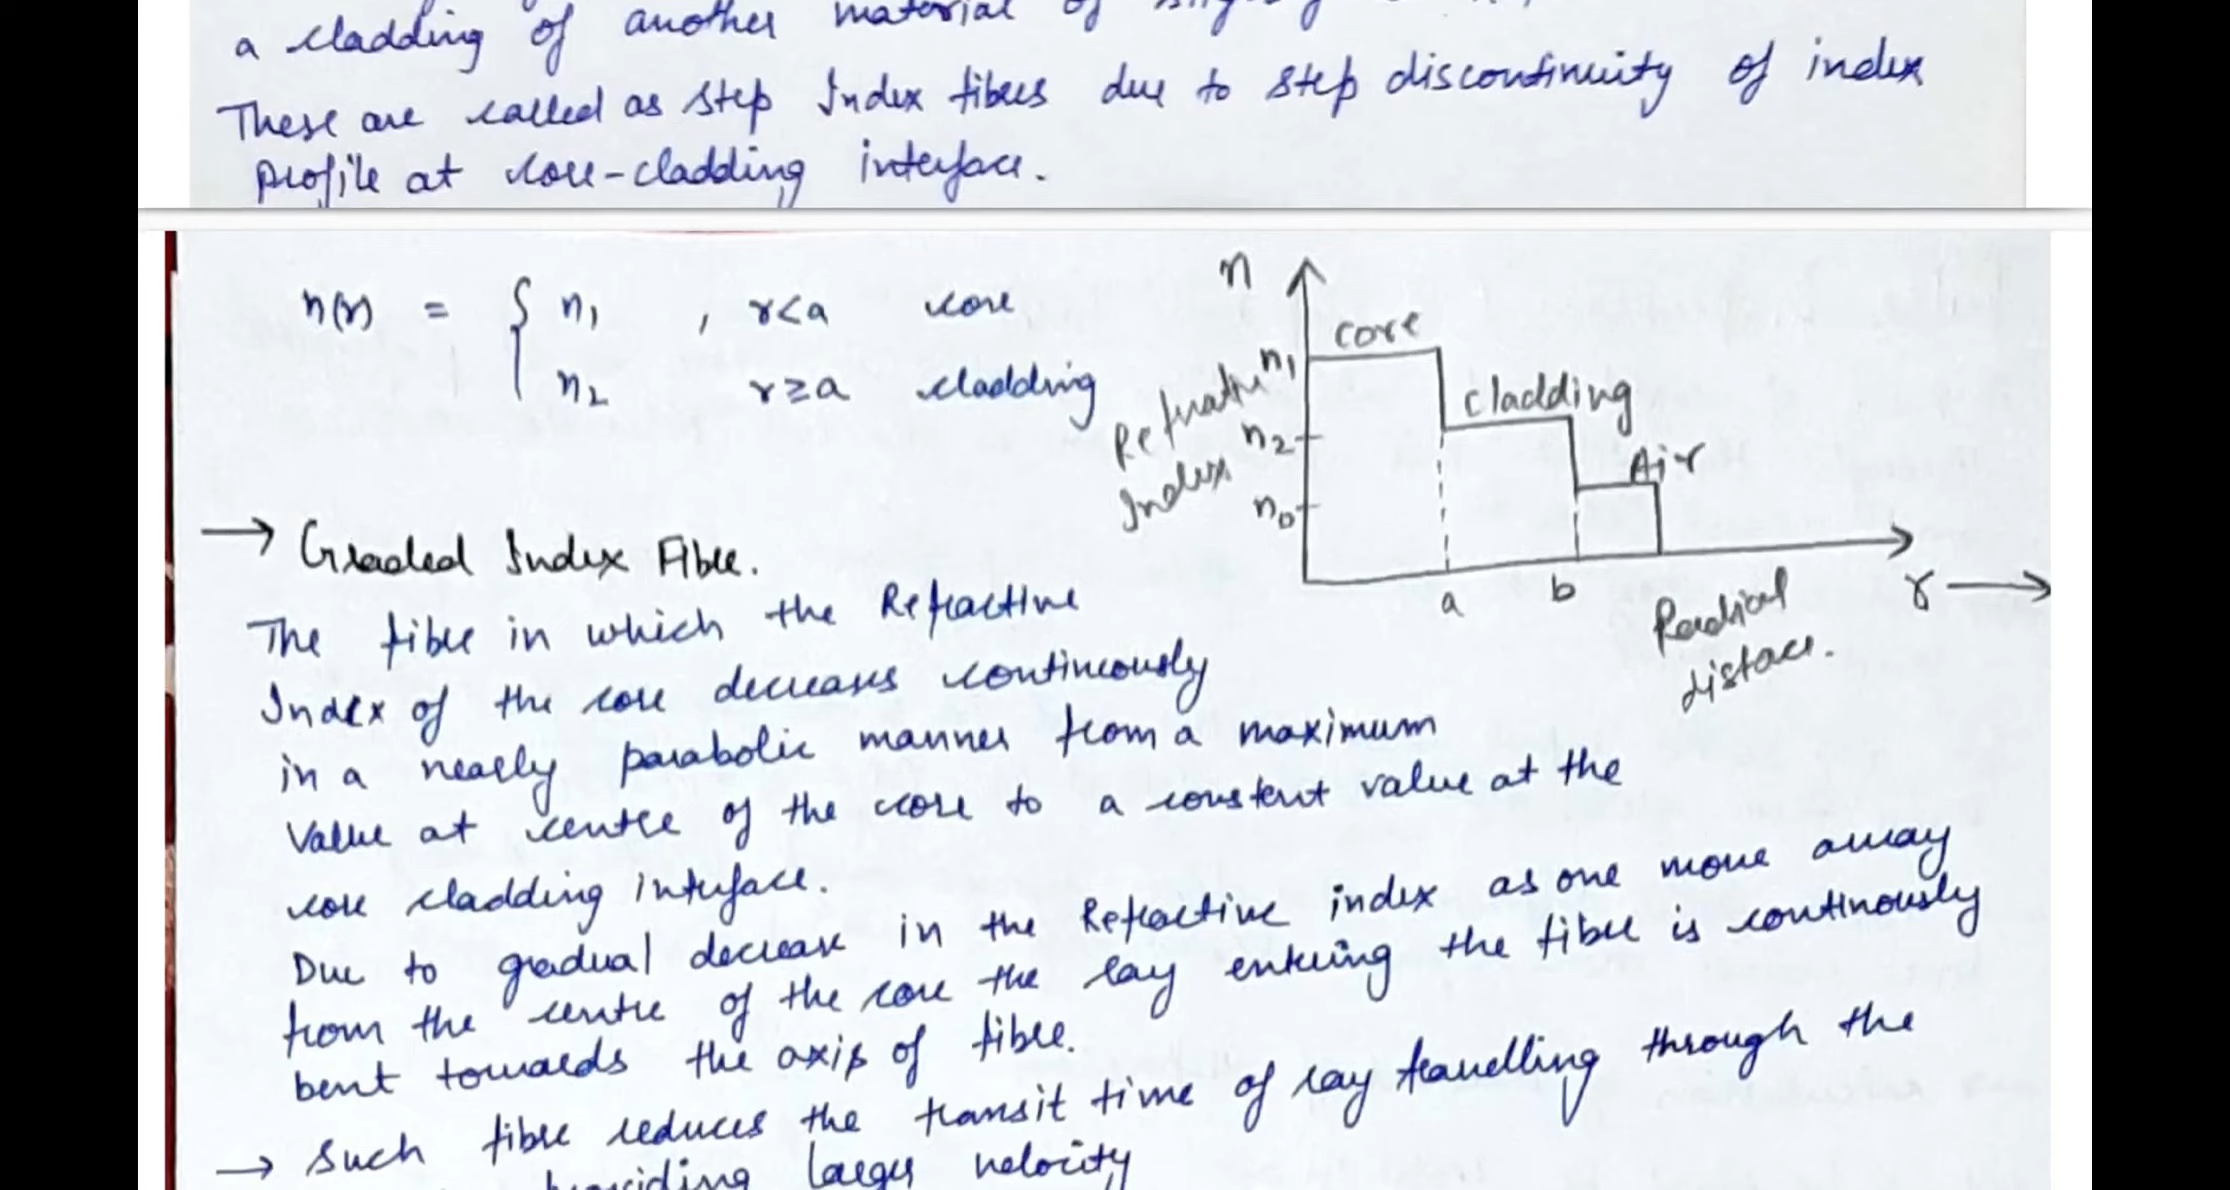 a cladding of another material of
These are called as step Index fibres due to step discontinuity of index
profile at core-cladding interface.
n(r) = { n1 , r<a core
n2 r≥a cladding
n
core
n1
cladding
Refractive
Index
n2
Air
n0
a
b
r →
Radial
distace.
→ Graded Index Fibre.
The fibre in which the Refractive
Index of the core decreases continuously
in a nearly parabolic manner from a maximum
Value at centre of the core to a constent value at the
core cladding interface.
Due to gradual decrease in the Refractive index as one move away
from the centre of the core the ray entering the fibre is continously
bent towards the axis of fibre.
→ Such fibre reduces the transit time of ray travelling through the
providing larger velocity